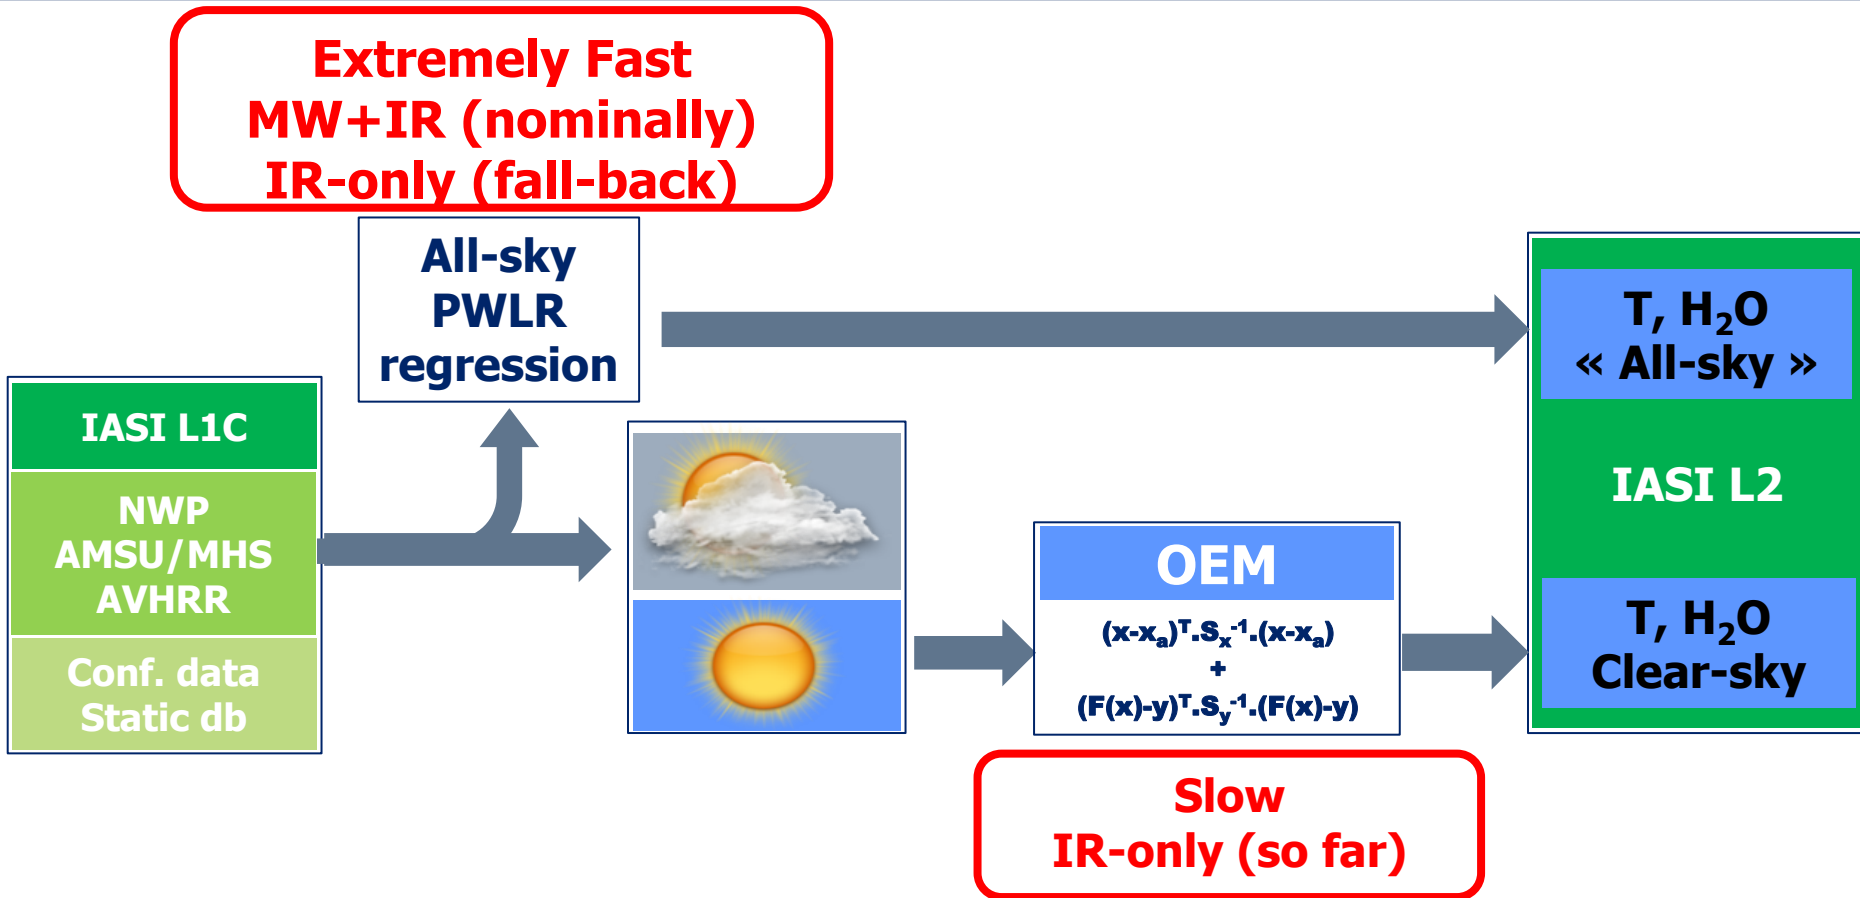 Extremely Fast
MW+IR (nominally)
IR-only (fall-back)
All-sky
PWLR
regression
IASI L1C
NWP
AMSU/MHS
AVHRR
Conf. data
Static db
OEM
(x-xₐ)ᵀ.Sₓ⁻¹.(x-xₐ)
+
(F(x)-y)ᵀ.S_y⁻¹.(F(x)-y)
Slow
IR-only (so far)
T, H₂O
« All-sky »
IASI L2
T, H₂O
Clear-sky